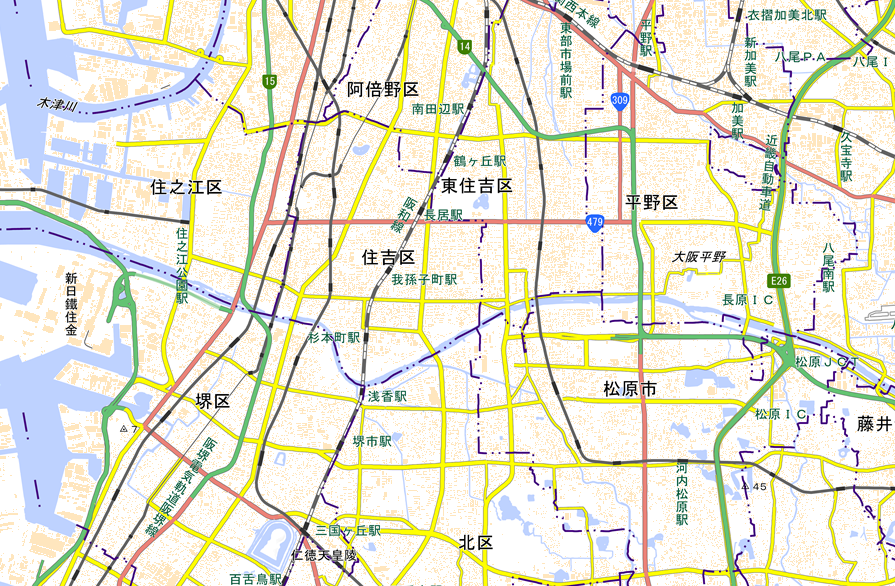 関西本線
平野駅
衣摺加美北駅
東部市場前駅
新加美駅
八尾ＰＡ
八尾Ｉ
14
15
阿倍野区
309
木津川
南田辺駅
加美駅
久宝寺駅
近畿自動車道
鶴ヶ丘駅
住之江区
東住吉区
平野区
阪和線
長居駅
479
住之江公園駅
住吉区
大阪平野
八尾南駅
新日鐵住金
我孫子町駅
E26
長原ＩＣ
杉本町駅
松原ＪＣＴ
松原市
浅香駅
堺区
松原ＩＣ
藤井
7
堺市駅
阪堺電気軌道阪堺線
河内松原駅
45
三国ヶ丘駅
北区
仁徳天皇陵
百舌鳥駅